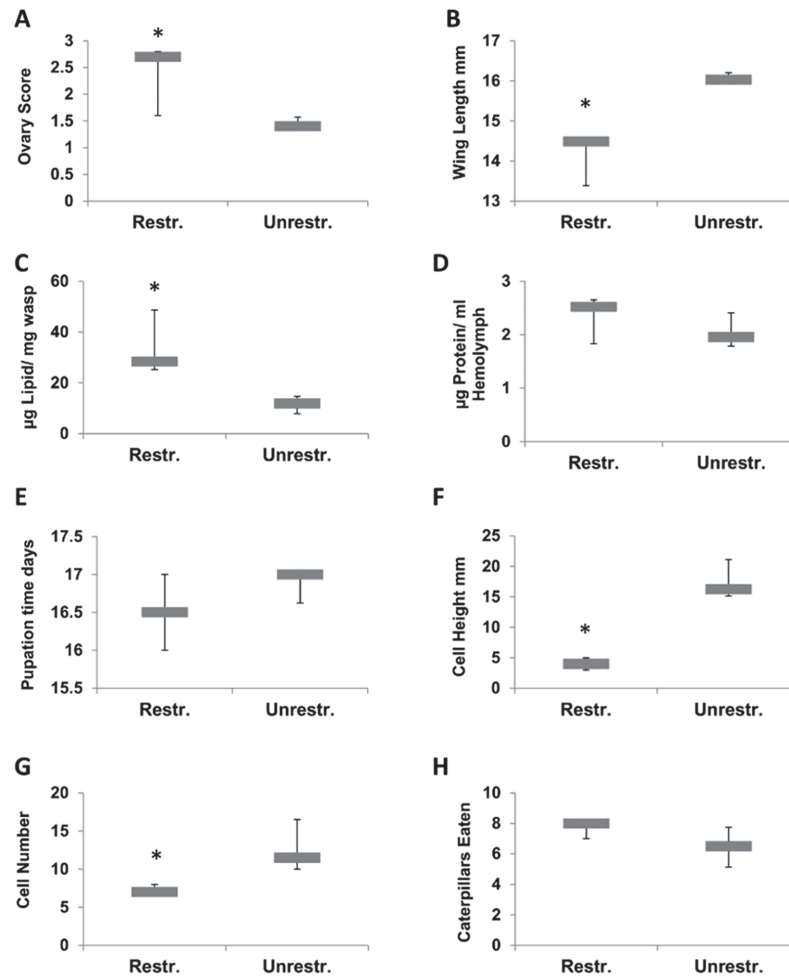 A
Ovary Score
3
2.5
2
1.5
1
0.5
0
*
Restr. Unrestr.
B
Wing Length mm
17
16
15
14
13
*
Restr. Unrestr.
C
µg Lipid/ mg wasp
60
40
20
0
*
Restr. Unrestr.
D
µg Protein/ ml
Hemolymph
3
2
1
0
Restr. Unrestr.
E
Pupation time days
17.5
17
16.5
16
15.5
Restr. Unrestr.
F
Cell Height mm
25
20
15
10
5
0
*
Restr. Unrestr.
G
Cell Number
20
15
10
5
0
*
Restr. Unrestr.
H
Caterpillars Eaten
10
8
6
4
2
0
Restr. Unrestr.